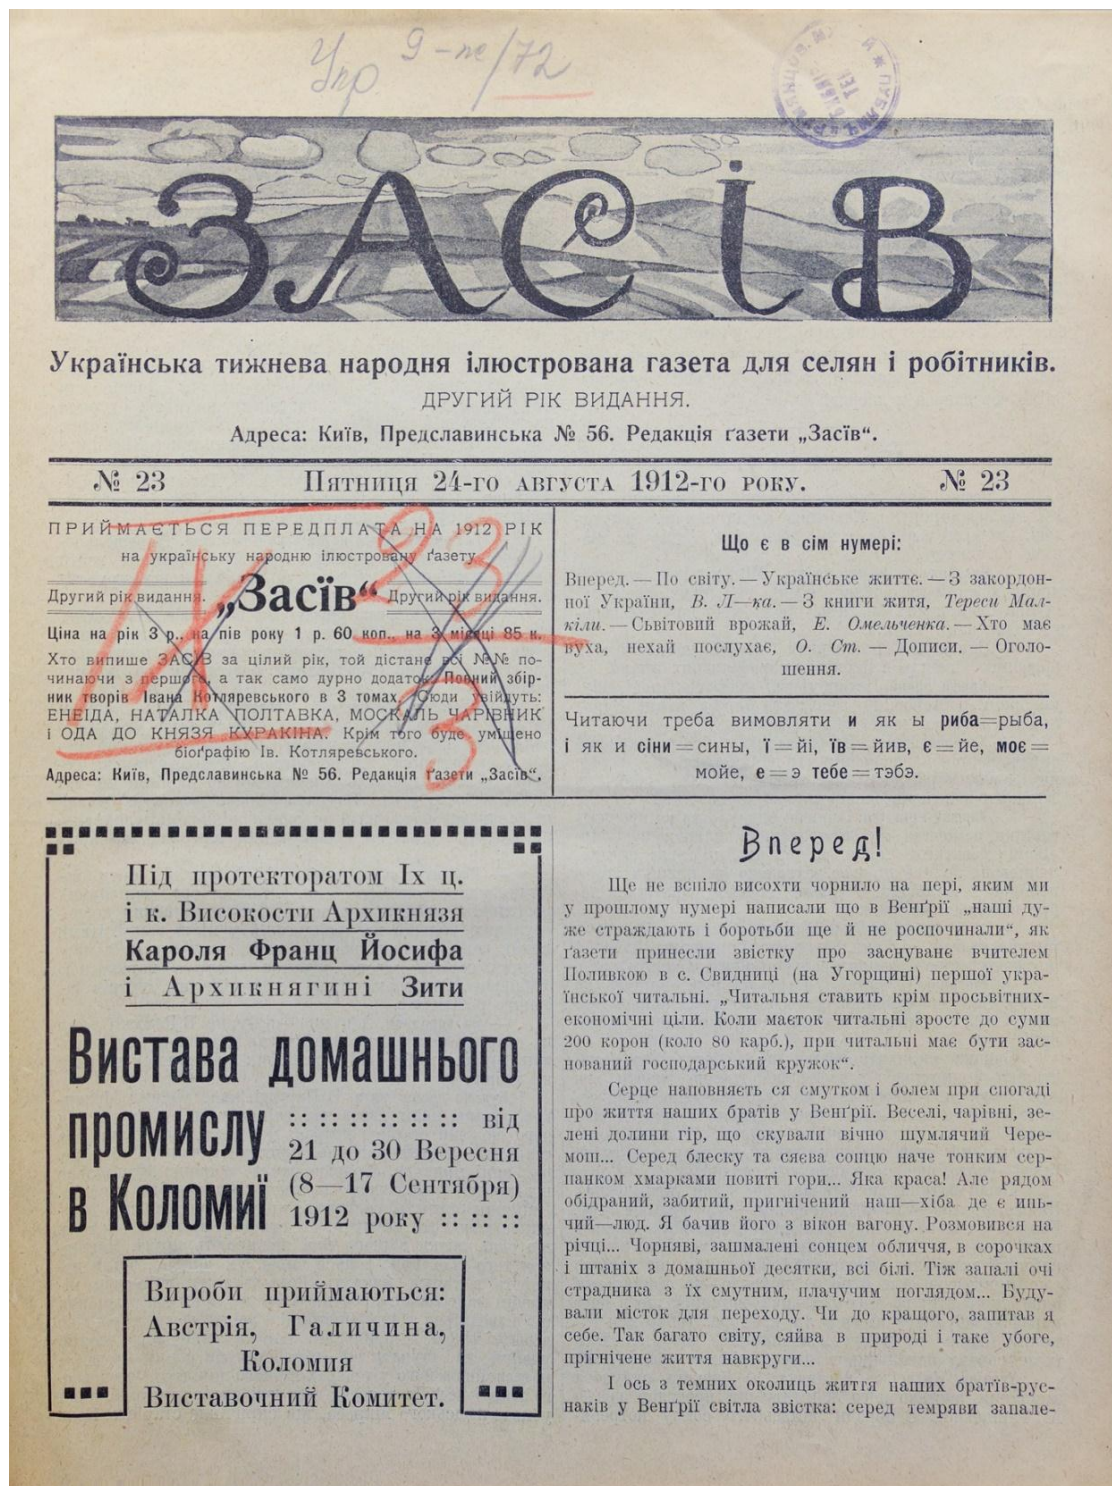 Упр. 9-пе/72
ЗАСІВ
Українська тижнева народня ілюстрована газета для селян і робітників.
ДРУГИЙ РІК ВИДАННЯ.
Адреса: Київ, Предславинська № 56. Редакція ґазети „Засів“.
№ 23 Пятниця 24-го августа 1912-го року. № 23
ПРИЙМАЄТЬСЯ ПЕРЕДПЛАТА НА 1912 РІК
на українську народню ілюстровану ґазету
Другий рік видання. „Засїв“ Другий рік видання.
Ціна на рік 3 р., на пів року 1 р. 60 коп., на 3 місяці 85 к.
Хто випише ЗАСІВ за цілий рік, той дістане всі №№ по-
чинаючи з першого, а так само дурно додаток: Повний збір-
ник творів Івана Котляревського в 3 томах. Сюди увійдуть:
ЕНЕІДА, НАТАЛКА ПОЛТАВКА, МОСКАЛЬ ЧАРІВНИК
і ОДА ДО КНЯЗЯ КУРАКІНА. Крім того буде уміщено
біоґрафію Ів. Котляревського.
Адреса: Київ, Предславинська № 56. Редакція ґазети „Засїв“.
IX 23
3
Що є в сім нумері:
Вперед. — По світу. — Українське життє. — З закордон-
ної України, В. Л—ка. — З книги житя, Тереси Мал-
кіли. — Сьвітовий врожай, Е. Омельченка. — Хто має
вуха, нехай послухає, О. Ст. — Дописи. — Оголо-
шення.
Читаючи треба вимовляти и як ы риба=рыба,
і як и сіни=сины, ї=йі, їв=йив, є=йе, моє=
мойе, е=э тебе=тэбэ.
Під протекторатом Іх ц.
і к. Високости Архикнязя
Кароля Франц Йосифа
і Архикнягині Зити
Вистава домашнього
промислу :: :: :: :: :: :: від
21 до 30 Вересня
в Коломиї (8—17 Сентября)
1912 року :: :: ::
Вироби приймаються:
Австрія, Галичина,
Коломия
Виставочний Комитет.
Вперед!
Ще не вспіло висохти чорнило на пері, яким ми
у прошлому нумері написали що в Венґрії „наші ду-
же страждають і боротьби ще й не роспочинали“, як
ґазети принесли звістку про заснуванє вчителем
Поливкою в с. Свидниці (на Угорщині) першої укра-
їнської читальні. „Читальня ставить крім просьвітних-
економічні ціли. Коли маєток читальні зросте до суми
200 корон (коло 80 карб.), при читальні має бути зас-
нований господарський кружок“.
Серце наповняєть ся смутком і болем при спогаді
про життя наших братів у Венґрії. Веселі, чарівні, зе-
лені долини гір, що скували вічно шумлячий Чере-
мош... Серед блеску та сяєва сонцю наче тонким сер-
панком хмарками повиті гори... Яка краса! Але рядом
обідраний, забитий, пригнічений наш—хіба де є инь-
чий—люд. Я бачив його з вікон вагону. Розмовився на
річці... Чорняві, зашмалені сонцем обличчя, в сорочках
і штаніх з домашньої десятки, всі білі. Тіж запалі очі
страдника з їх смутним, плачучим поглядом... Буду-
вали місток для переходу. Чи до кращого, запитав я
себе. Так багато світу, сяйва в природі і таке убоге,
прігнічене життя навкруги...
І ось з темних околиць життя наших братїв-рус-
наків у Венґрії світла звістка: серед темряви запале-